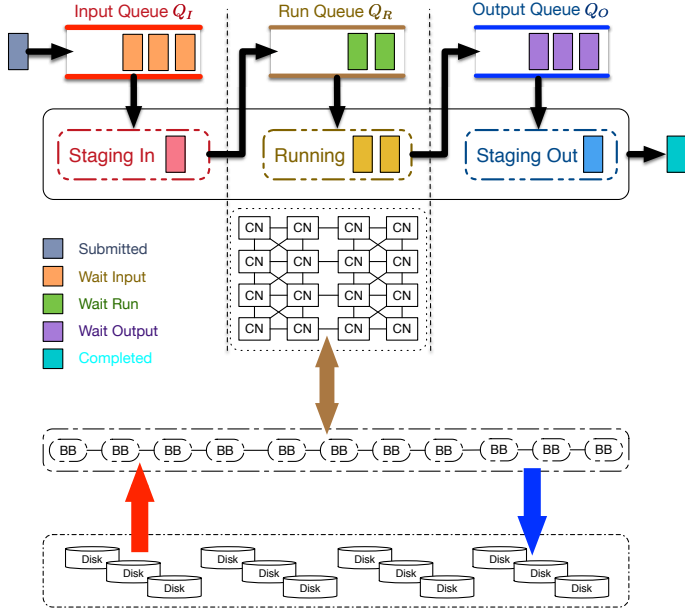 Input Queue Q_I Run Queue Q_R Output Queue Q_O
Staging In Running Staging Out
CN CN CN CN
CN CN CN CN
CN CN CN CN
CN CN CN CN
Submitted
Wait Input
Wait Run
Wait Output
Completed
BB BB BB BB BB BB BB BB BB BB BB
Disk Disk Disk Disk
Disk Disk Disk Disk
Disk Disk Disk Disk